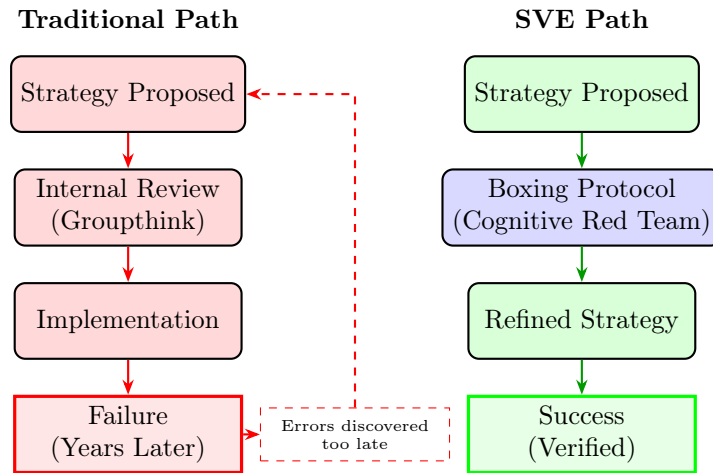 Traditional Path
Strategy Proposed
Internal Review
(Groupthink)
Implementation
Failure
(Years Later)
Errors discovered
too late
SVE Path
Strategy Proposed
Boxing Protocol
(Cognitive Red Team)
Refined Strategy
Success
(Verified)